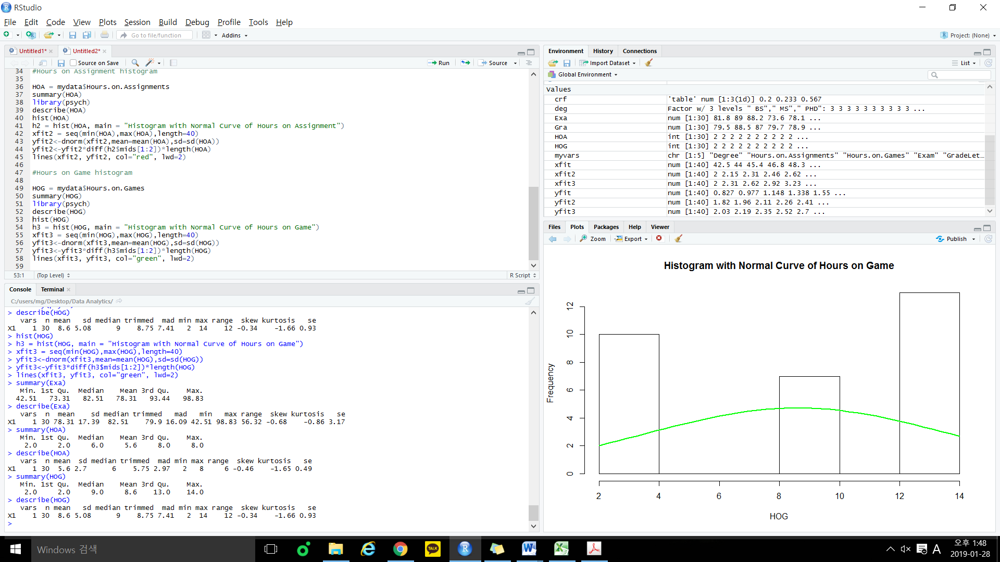 RStudio
File Edit Code View Plots Session Build Debug Profile Tools Help
Go to file/function Addins Project: (None)
Untitled1* Untitled2*
Source on Save Run Source
34 #Hours on Assignment histogram
35
36 HOA = mydata$Hours.on.Assignments
37 summary(HOA)
38 library(psych)
39 describe(HOA)
40 hist(HOA)
41 h2 = hist(HOA, main = "Histogram with Normal Curve of Hours on Assignment")
42 xfit2 = seq(min(HOA),max(HOA),length=40)
43 yfit2<-dnorm(xfit2,mean=mean(HOA),sd=sd(HOA))
44 yfit2<-yfit2*diff(h2$mids[1:2])*length(HOA)
45 lines(xfit2, yfit2, col="red", lwd=2)
46
47 #Hours on Game histogram
48
49 HOG = mydata$Hours.on.Games
50 summary(HOG)
51 library(psych)
52 describe(HOG)
53 hist(HOG)
54 h3 = hist(HOG, main = "Histogram with Normal Curve of Hours on Game")
55 xfit3 = seq(min(HOG),max(HOG),length=40)
56 yfit3<-dnorm(xfit3,mean=mean(HOG),sd=sd(HOG))
57 yfit3<-yfit3*diff(h3$mids[1:2])*length(HOG)
58 lines(xfit3, yfit3, col="green", lwd=2)
59
53:1 (Top Level) R Script
Console Terminal
C:/users/mg/Desktop/Data Analytics/
> describe(HOG)
vars n mean sd median trimmed mad min max range skew kurtosis se
X1 1 30 8.6 5.08 9 8.75 7.41 2 14 12 -0.34 -1.66 0.93
> hist(HOG)
> h3 = hist(HOG, main = "Histogram with Normal Curve of Hours on Game")
> xfit3 = seq(min(HOG),max(HOG),length=40)
> yfit3<-dnorm(xfit3,mean=mean(HOG),sd=sd(HOG))
> yfit3<-yfit3*diff(h3$mids[1:2])*length(HOG)
> lines(xfit3, yfit3, col="green", lwd=2)
> summary(Exa)
Min. 1st Qu. Median Mean 3rd Qu. Max.
42.51 73.31 82.51 78.31 93.44 98.83
> describe(Exa)
vars n mean sd median trimmed mad min max range skew kurtosis se
X1 1 30 78.31 17.39 82.51 79.9 16.09 42.51 98.83 56.32 -0.68 -0.86 3.17
> summary(HOA)
Min. 1st Qu. Median Mean 3rd Qu. Max.
2.0 2.0 6.0 5.6 8.0 8.0
> describe(HOA)
vars n mean sd median trimmed mad min max range skew kurtosis se
X1 1 30 5.6 2.7 6 5.75 2.97 2 8 6 -0.46 -1.65 0.49
> summary(HOG)
Min. 1st Qu. Median Mean 3rd Qu. Max.
2.0 2.0 9.0 8.6 13.0 14.0
> describe(HOG)
vars n mean sd median trimmed mad min max range skew kurtosis se
X1 1 30 8.6 5.08 9 8.75 7.41 2 14 12 -0.34 -1.66 0.93
>
Environment History Connections
Import Dataset List
Global Environment
Values
crf 'table' num [1:3(1d)] 0.2 0.233 0.567
deg Factor w/ 3 levels " BS"," MS"," PHD": 3 3 3 3 3 3 3 3 3 3 ...
Exa num [1:30] 81.8 89 88.2 73.6 78.1 ...
Gra num [1:30] 79.5 88.5 87 79.7 78.9 ...
HOA int [1:30] 2 2 2 2 2 2 2 2 2 2 ...
HOG int [1:30] 2 2 2 2 2 2 2 2 2 2 ...
myvars chr [1:5] "Degree" "Hours.on.Assignments" "Hours.on.Games" "Exam" "GradeLet...
xfit num [1:40] 42.5 44 45.4 46.8 48.3 ...
xfit2 num [1:40] 2 2.15 2.31 2.46 2.62 ...
xfit3 num [1:40] 2 2.31 2.62 2.92 3.23 ...
yfit num [1:40] 0.827 0.977 1.148 1.338 1.55 ...
yfit2 num [1:40] 1.82 1.96 2.11 2.26 2.41 ...
yfit3 num [1:40] 2.03 2.19 2.35 2.52 2.7 ...
Files Plots Packages Help Viewer
Zoom Export Publish
Histogram with Normal Curve of Hours on Game
Frequency
12
10
8
6
4
2
0
2 4 6 8 10 12 14
HOG
Windows 검색
TALK
A
오후 1:48
2019-01-28